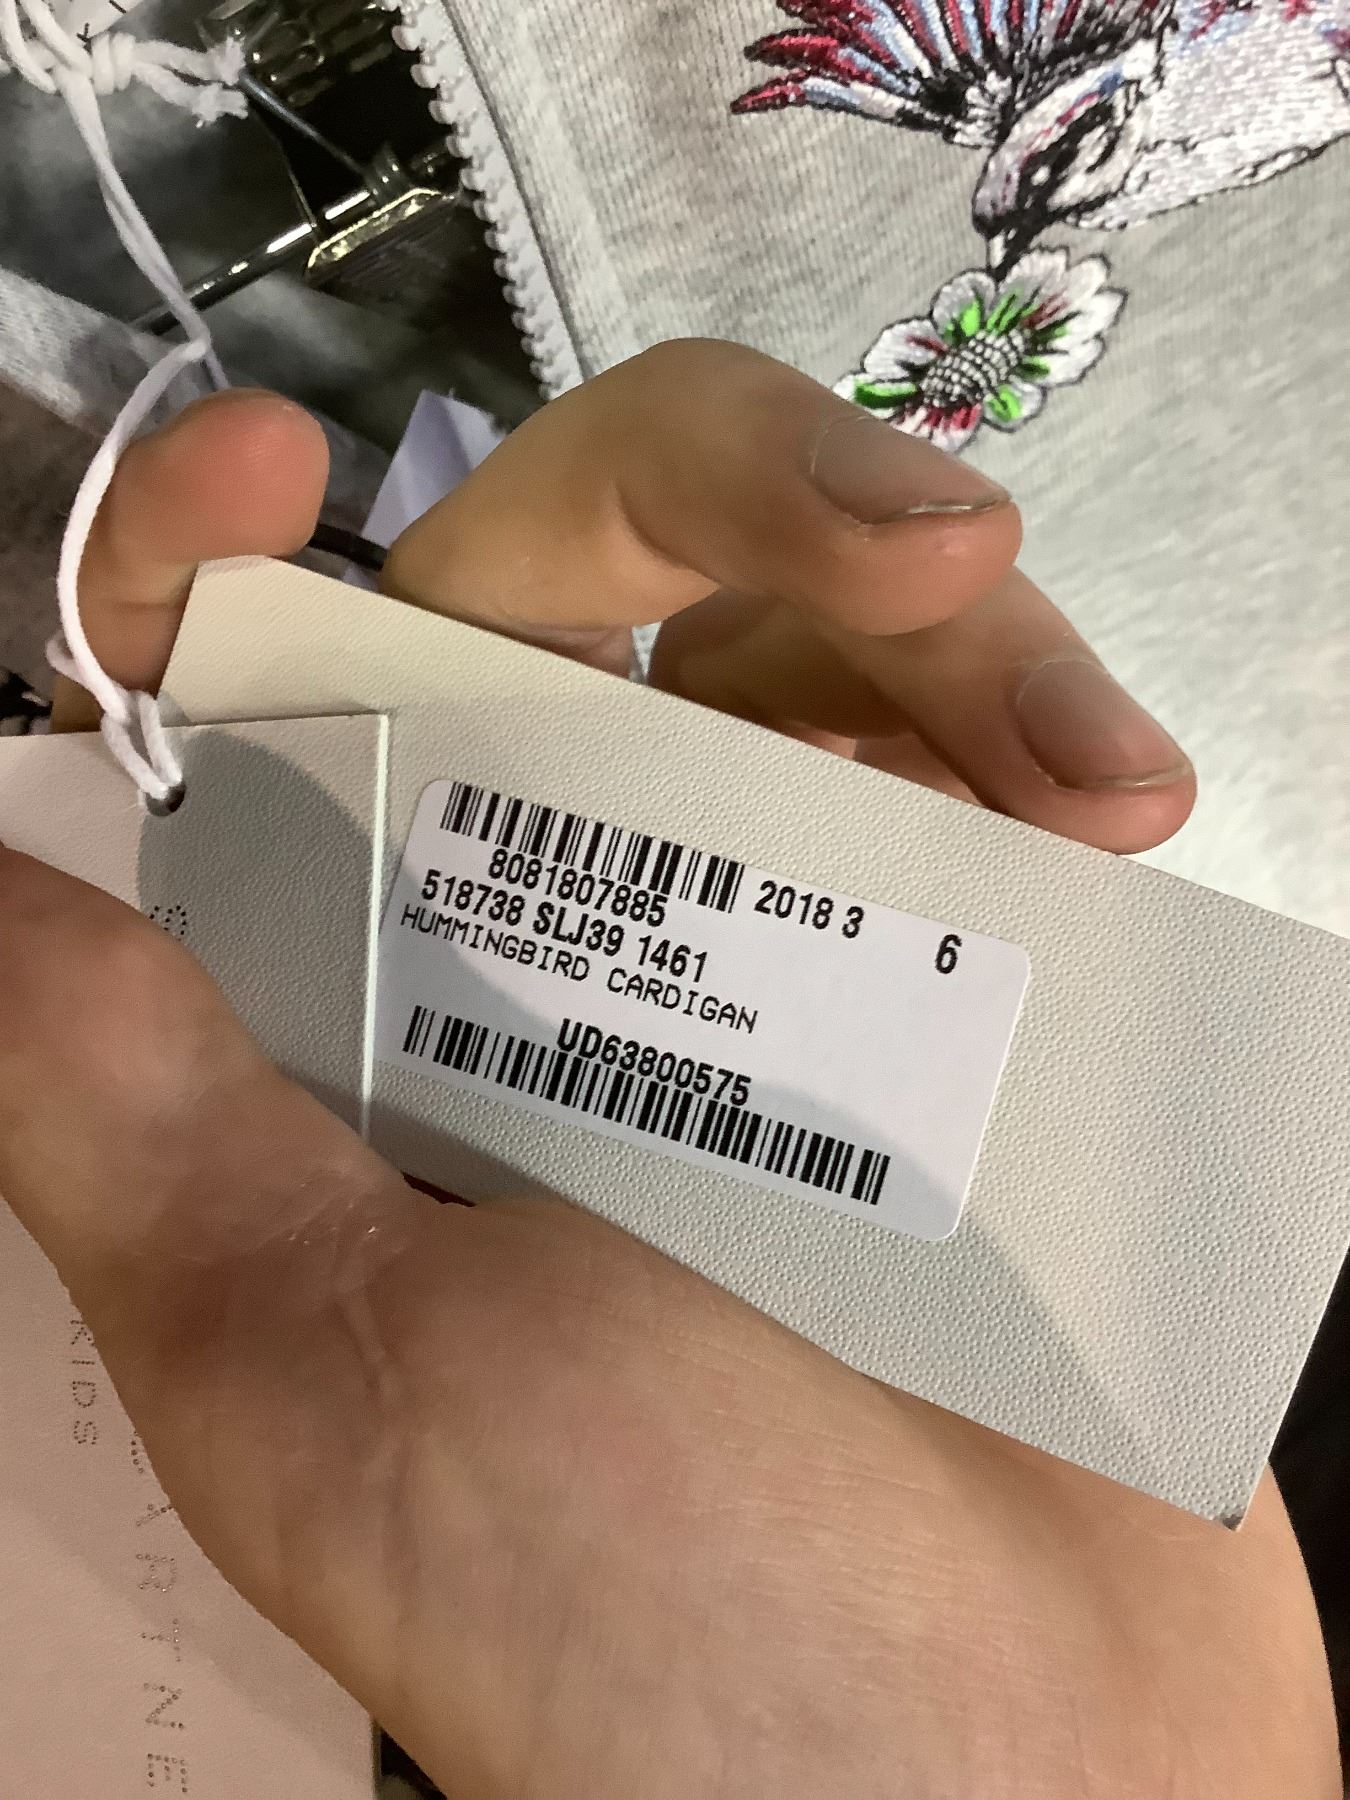 8081807885 2018 3 6
518738 SLJ39 1461
HUMMINGBIRD CARDIGAN
UD63800575
KIDS